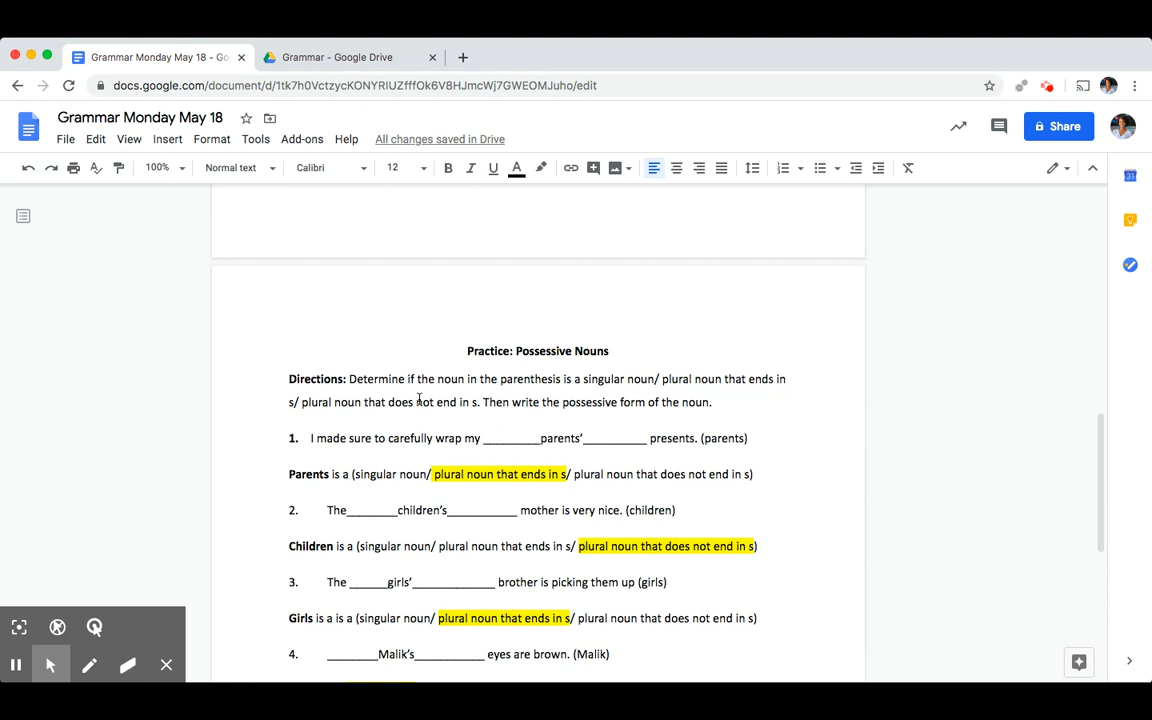 Grammar Monday May 18 - Go
Grammar - Google Drive
docs.google.com/document/d/1tk7h0VctzycKONYRIUZfffOk6V8HJmcWj7GWEOMJuho/edit
Grammar Monday May 18
File Edit View Insert Format Tools Add-ons Help All changes saved in Drive
Share
100% Normal text Calibri 12 B I U A
31
Practice: Possessive Nouns
Directions: Determine if the noun in the parenthesis is a singular noun/ plural noun that ends in
s/ plural noun that does not end in s. Then write the possessive form of the noun.
1. I made sure to carefully wrap my _________parents’__________ presents. (parents)
Parents is a (singular noun/ plural noun that ends in s/ plural noun that does not end in s)
2. The________children’s___________ mother is very nice. (children)
Children is a (singular noun/ plural noun that ends in s/ plural noun that does not end in s)
3. The ______girls’_____________ brother is picking them up (girls)
Girls is a is a (singular noun/ plural noun that ends in s/ plural noun that does not end in s)
4. ________Malik’s___________ eyes are brown. (Malik)